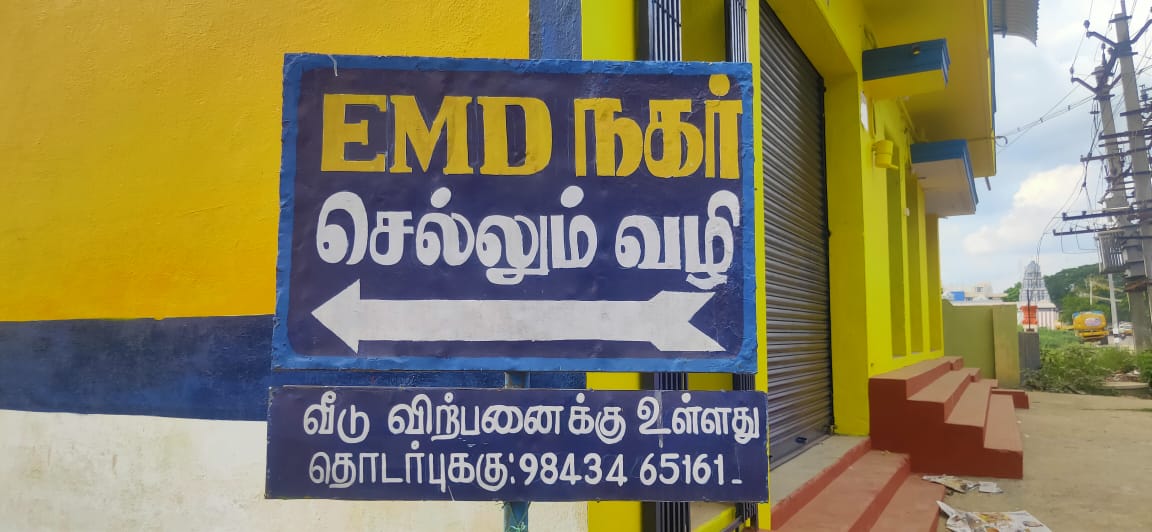 EMD நகர்
செல்லும் வழி
வீடு விற்பனைக்கு உள்ளது
தொடர்புக்கு:98434 65161